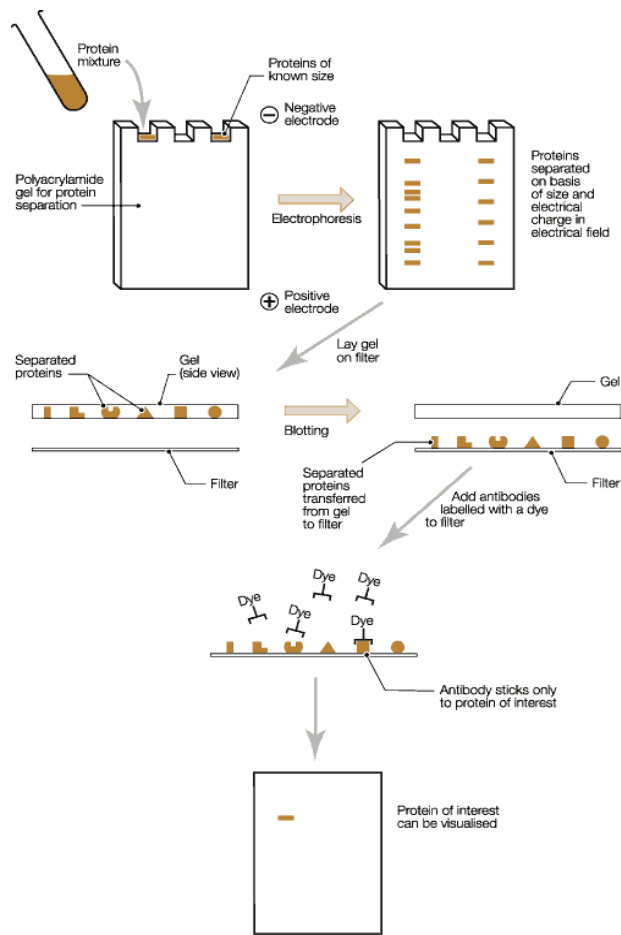 Protein
mixture
Proteins of
known size
− Negative
electrode
Polyacrylamide
gel for protein
separation
Electrophoresis
Proteins
separated
on basis
of size and
electrical
charge in
electrical field
+ Positive
electrode
Lay gel
on filter
Separated
proteins
Gel
(side view)
Blotting
Gel
Filter
Separated
proteins
transferred
from gel
to filter
Filter
Add antibodies
labelled with a dye
to filter
Dye
Dye
Dye
Dye
Dye
Antibody sticks only
to protein of interest
Protein of interest
can be visualised